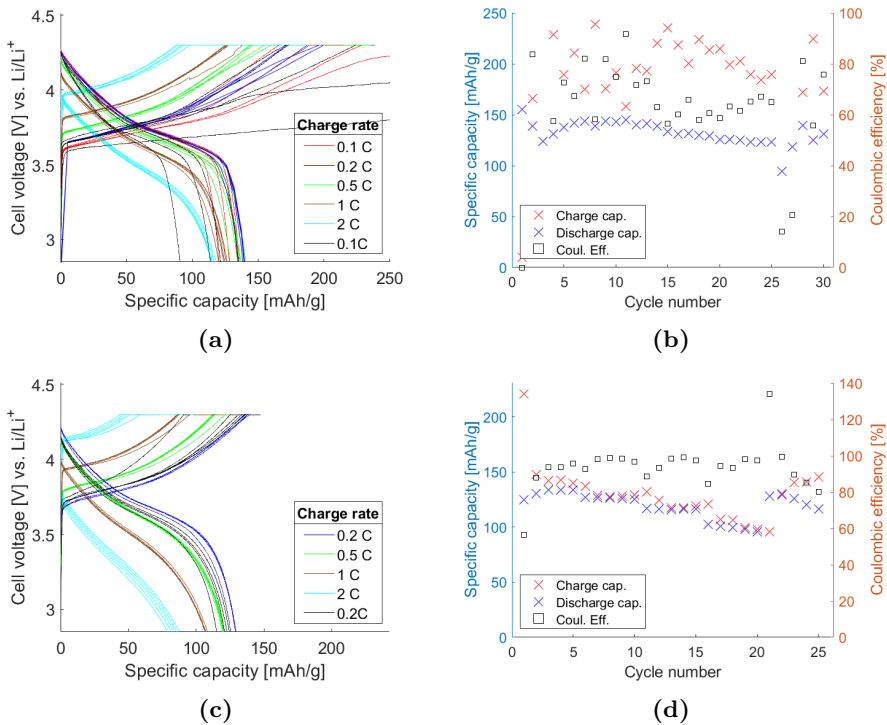 4.5
4
3.5
3
Cell voltage [V] vs. Li/Li+
0 50 100 150 200 250
Specific capacity [mAh/g]
Charge rate
0.1 C
0.2 C
0.5 C
1 C
2 C
0.1C
(a)
250
200
150
100
50
0
Specific capacity [mAh/g]
100
80
60
40
20
0
Coulombic efficiency [%]
Charge cap.
Discharge cap.
Coul. Eff.
0 5 10 15 20 25 30
Cycle number
(b)
4.5
4
3.5
3
Cell voltage [V] vs. Li/Li+
0 50 100 150 200
Specific capacity [mAh/g]
Charge rate
0.2 C
0.5 C
1 C
2 C
0.2C
(c)
200
150
100
50
0
Specific capacity [mAh/g]
140
120
100
80
60
40
20
0
Coulombic efficiency [%]
Charge cap.
Discharge cap.
Coul. Eff.
0 5 10 15 20 25
Cycle number
(d)